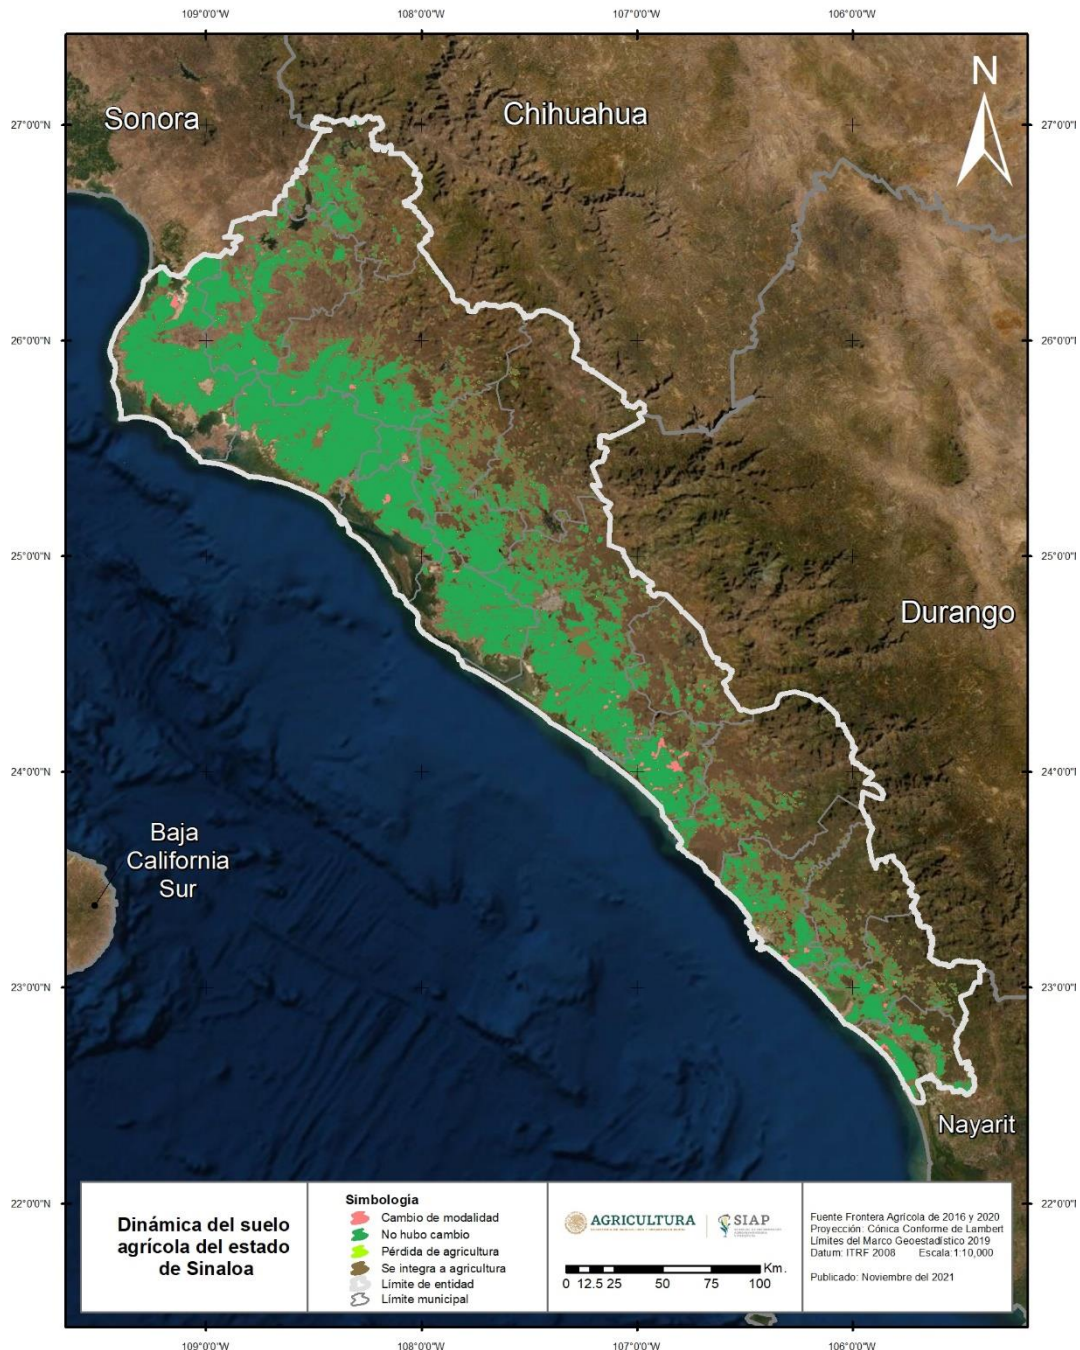 109°0'0"W
108°0'0"W
107°0'0"W
106°0'0"W
N
Sonora
Chihuahua
27°0'0"N
27°0'0"N
26°0'0"N
26°0'0"N
25°0'0"N
25°0'0"N
Durango
24°0'0"N
24°0'0"N
Baja
California
Sur
23°0'0"N
23°0'0"N
Nayarit
22°0'0"N
22°0'0"N
Dinámica del suelo
agrícola del estado
de Sinaloa
Simbología
Cambio de modalidad
No hubo cambio
Pérdida de agricultura
Se integra a agricultura
Límite de entidad
Límite municipal
AGRICULTURA
SIAP
Km.
0 12.5 25 50 75 100
Fuente Frontera Agrícola de 2016 y 2020
Proyección: Cónica Conforme de Lambert
Límites del Marco Geoestadístico 2019
Datum: ITRF 2008 Escala:1:10,000
Publicado: Noviembre del 2021
109°0'0"W
108°0'0"W
107°0'0"W
106°0'0"W